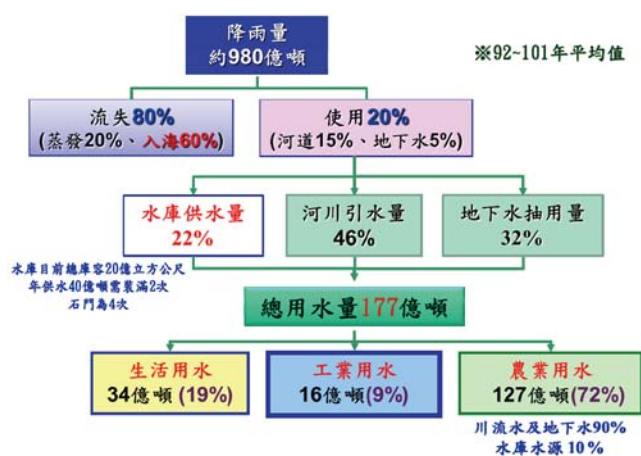 降雨量
約980億噸
※92~101年平均值
流失80%
(蒸發20%、入海60%)
使用20%
(河道15%、地下水5%)
水庫供水量
22%
河川引水量
46%
地下水抽用量
32%
水庫目前總庫容20億立方公尺
年供水40億噸需裝滿2次
石門為4次
總用水量177億噸
生活用水
34億噸(19%)
工業用水
16億噸(9%)
農業用水
127億噸(72%)
川流水及地下水90%
水庫水源10%